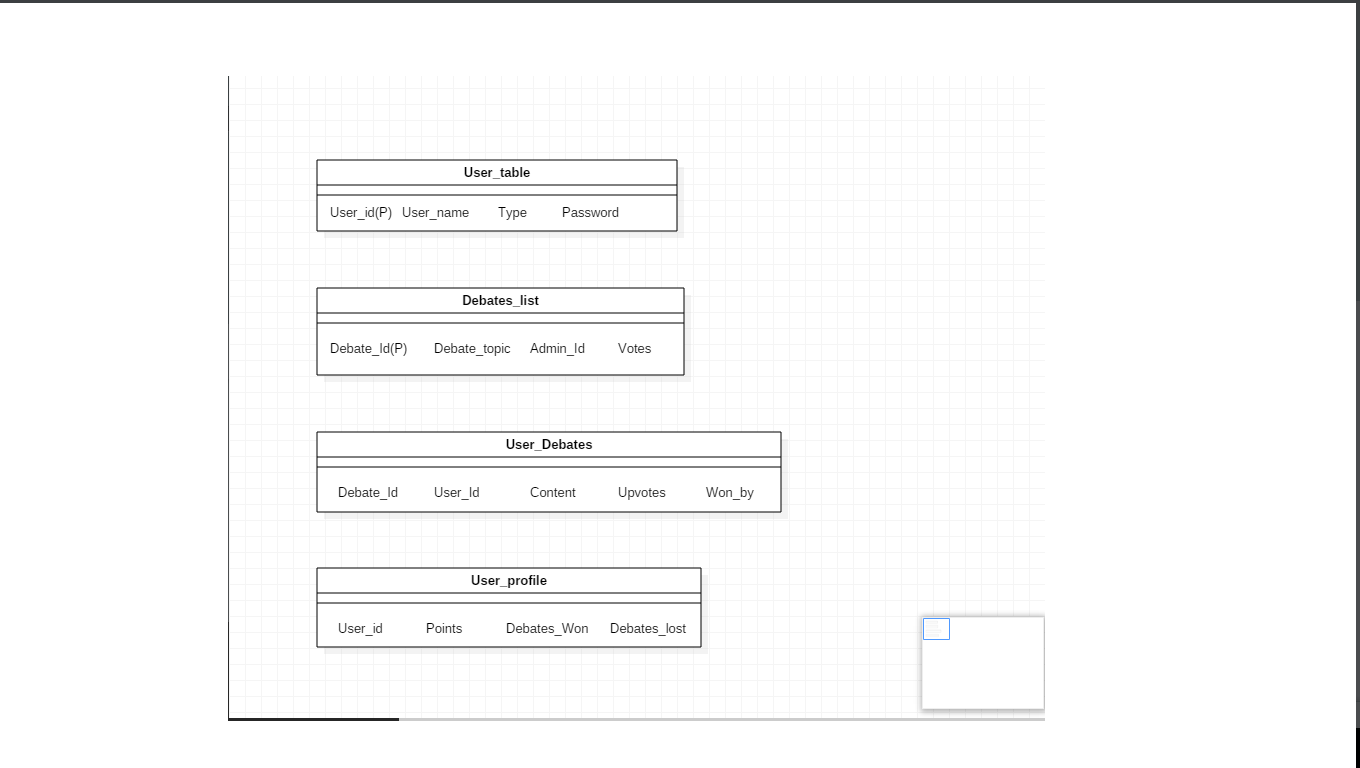 User_table
User_id(P) User_name Type Password
Debates_list
Debate_Id(P) Debate_topic Admin_Id Votes
User_Debates
Debate_Id User_Id Content Upvotes Won_by
User_profile
User_id Points Debates_Won Debates_lost